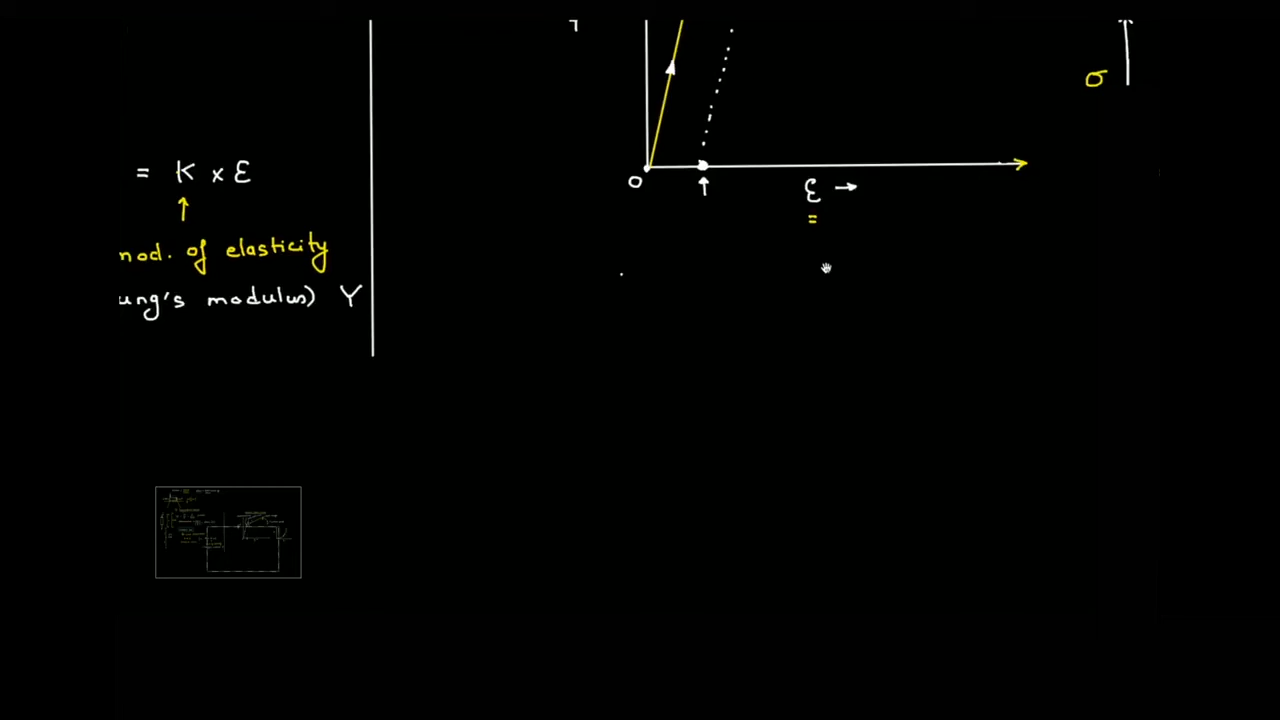 = K x ε
↑
mod. of elasticity
ung's modulus) Y
O
↑
ε →
=
σ